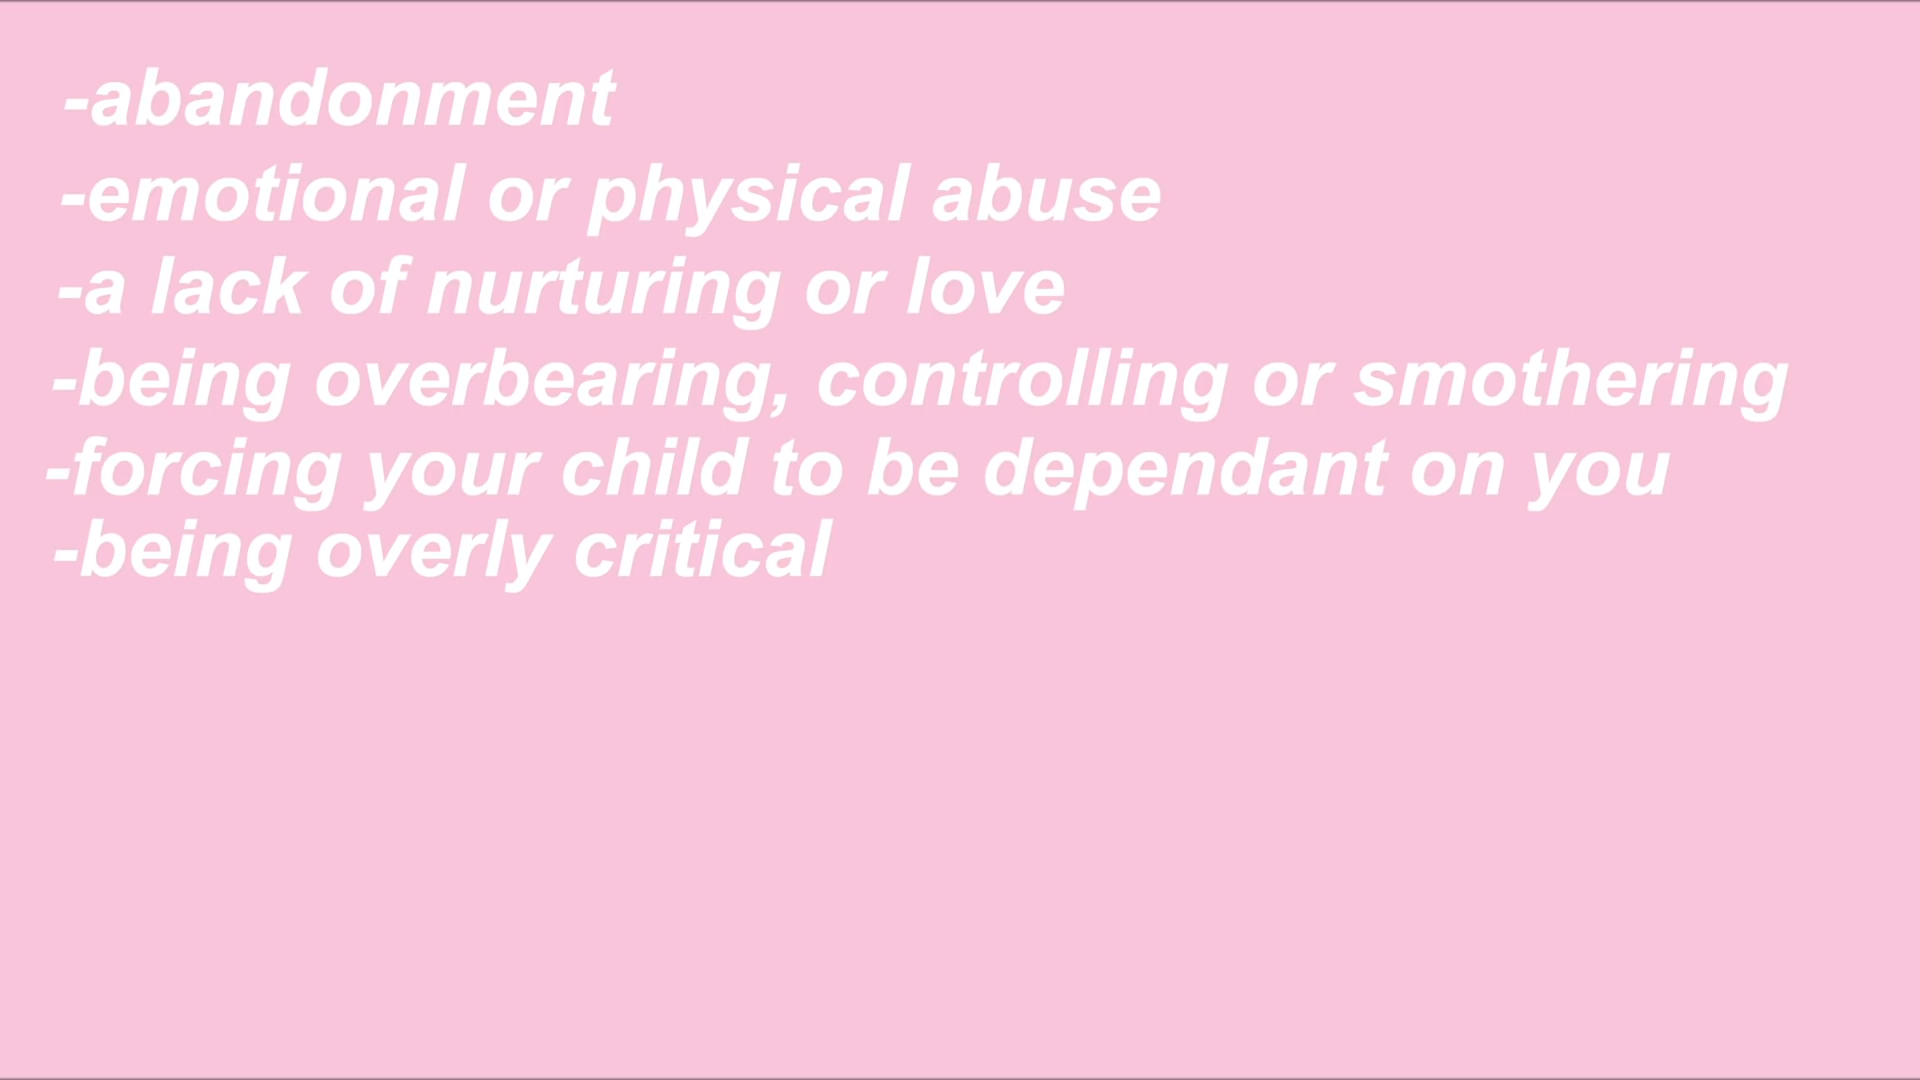 -abandonment
-emotional or physical abuse
-a lack of nurturing or love
-being overbearing, controlling or smothering
-forcing your child to be dependant on you
-being overly critical